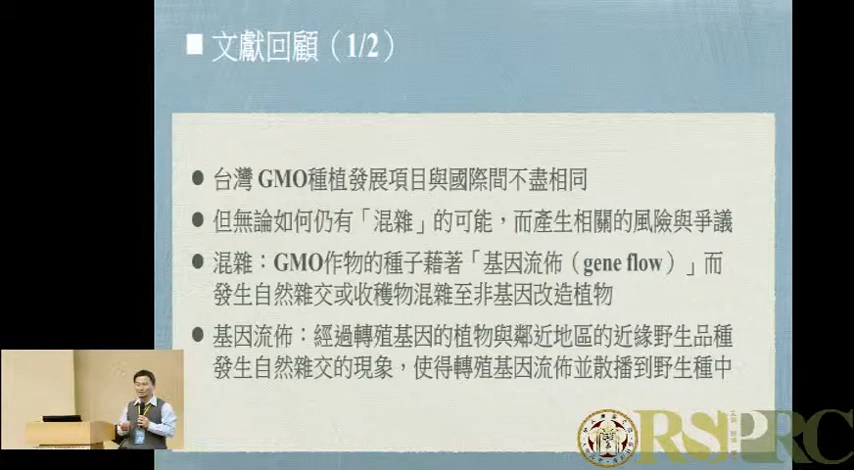 文獻回顧（1/2）
台灣 GMO種植發展項目與國際間不盡相同
但無論如何仍有「混雜」的可能，而產生相關的風險與爭議
混雜：GMO作物的種子藉著「基因流佈（gene flow）」而
發生自然雜交或收穫物混雜至非基因改造植物
基因流佈：經過轉殖基因的植物與鄰近地區的近緣野生品種
發生自然雜交的現象，使得轉殖基因流佈並散播到野生種中
RSPRC